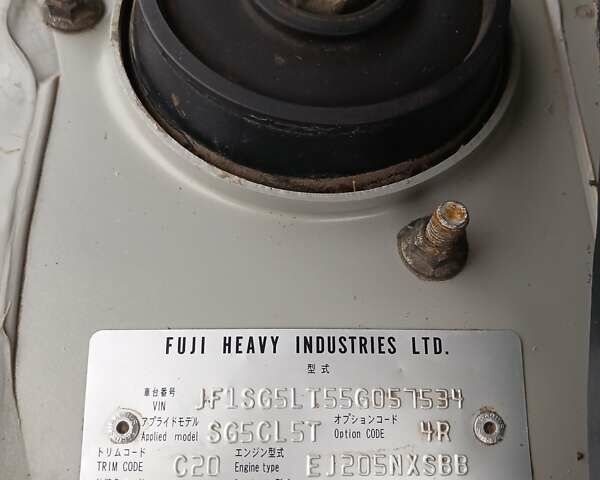 FUJI HEAVY INDUSTRIES LTD.
型式
車台番号
VIN JF1SG5LT55G057534
アプライドモデル オプションコード
Applied model SG5CL5T Option CODE 4R
トリムコード エンジン型式
TRIM CODE C20 Engine type EJ205NXSBB